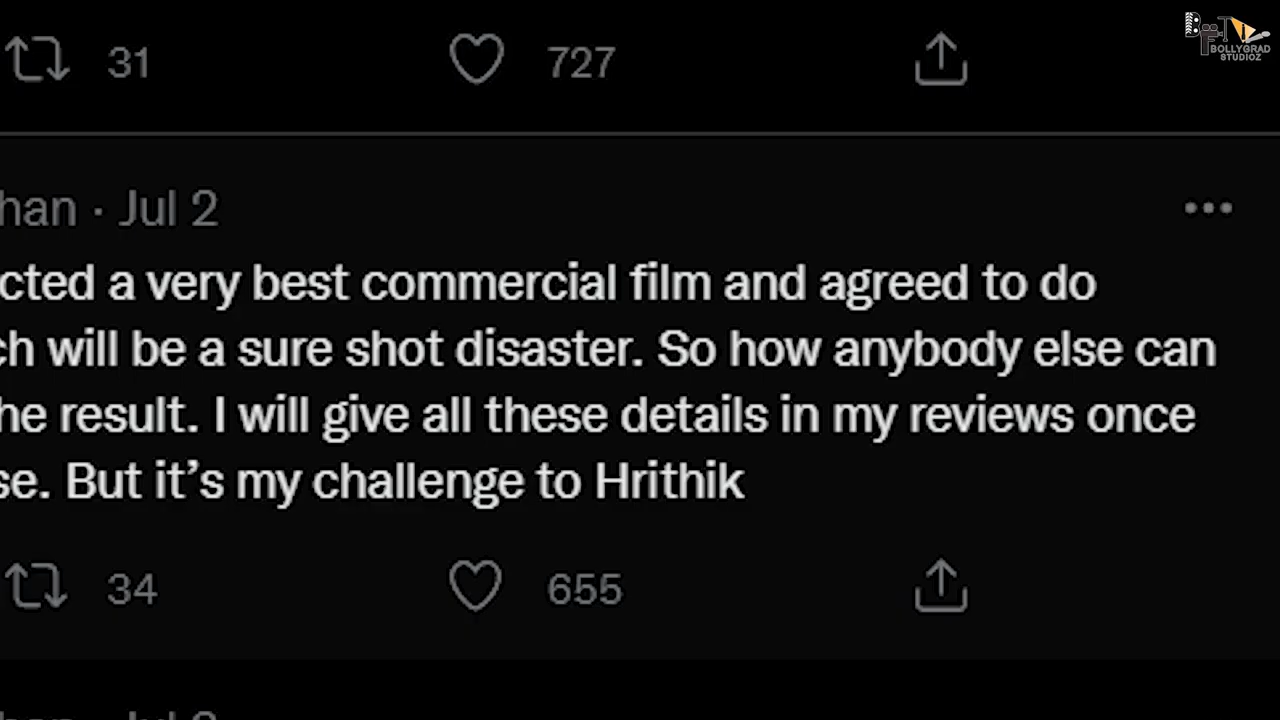 31 727
BOLLYGRAD
STUDIOZ
han · Jul 2
cted a very best commercial film and agreed to do
ch will be a sure shot disaster. So how anybody else can
he result. I will give all these details in my reviews once
se. But it's my challenge to Hrithik
34 655